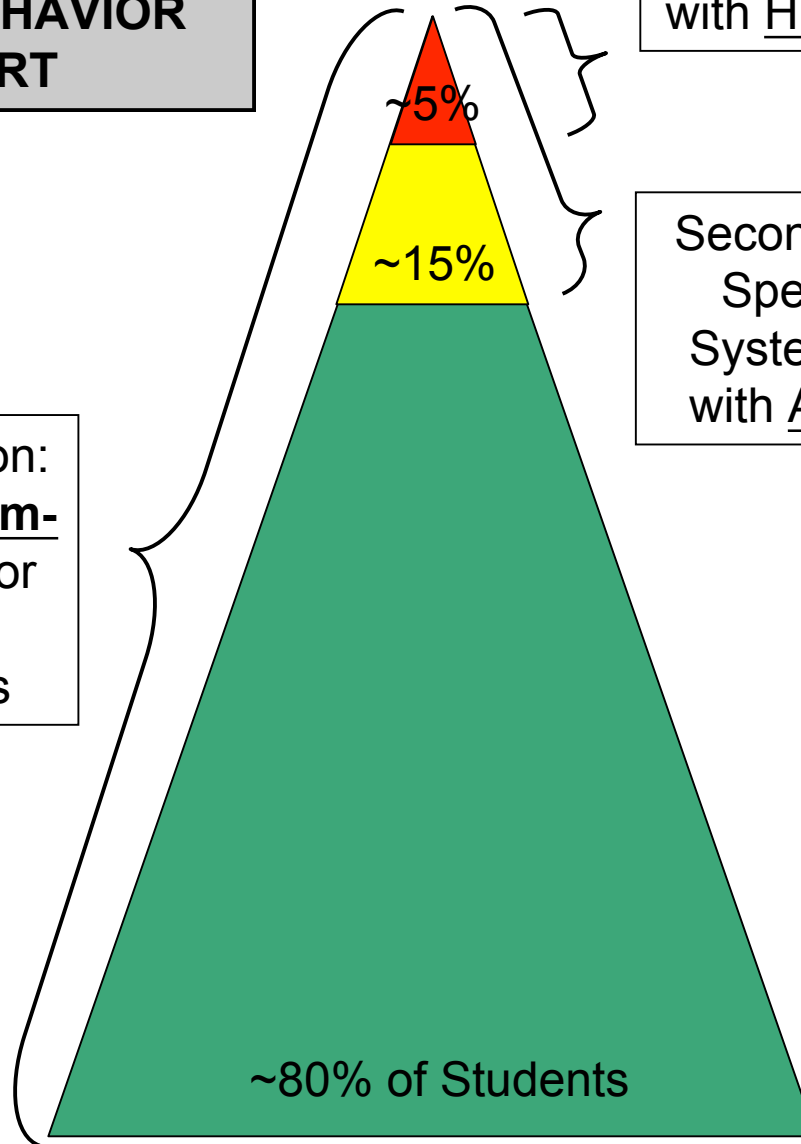 HAVIOR
RT
with H
~5%
Secon
Spe
Syste
with A
~15%
on:
m-
or
s
~80% of Students